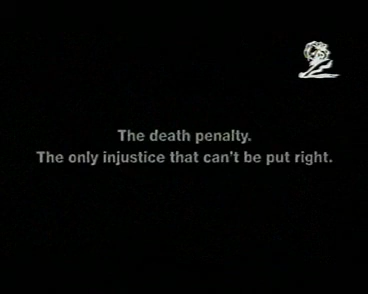 The death penalty.
The only injustice that can't be put right.